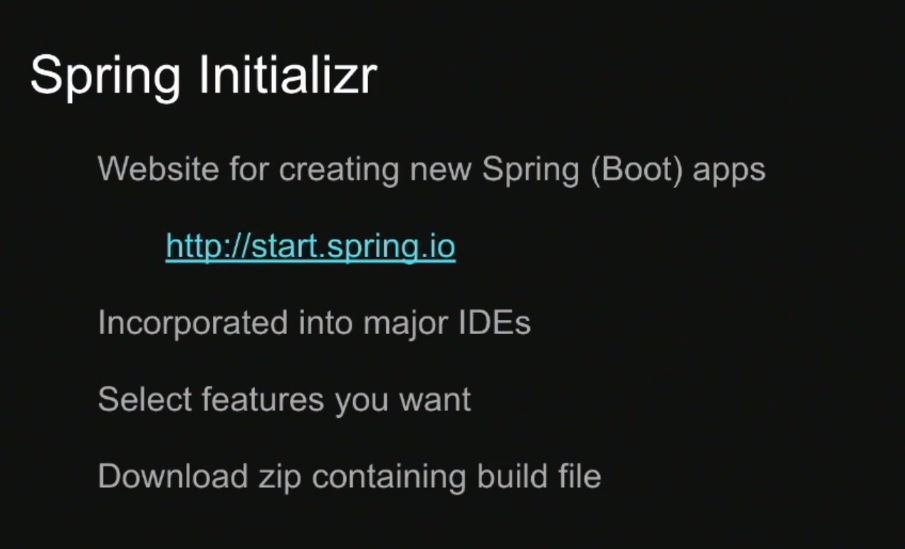 Spring Initializr
Website for creating new Spring (Boot) apps
http://start.spring.io
Incorporated into major IDEs
Select features you want
Download zip containing build file